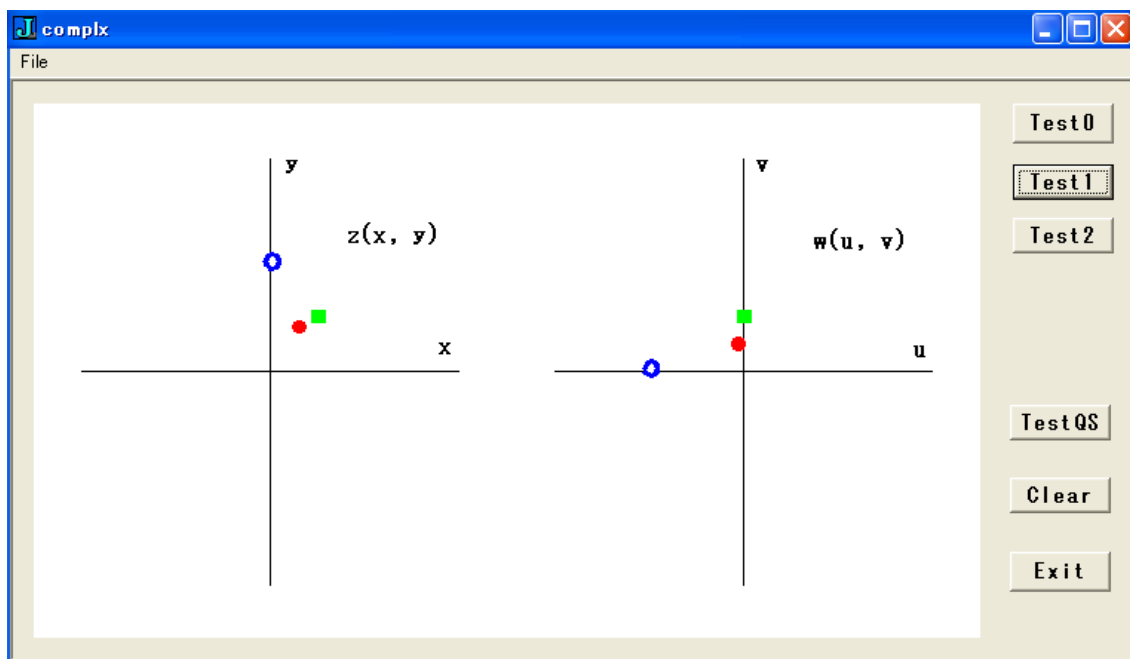 J complx
File
y
z(x, y)
x
v
w(u, v)
u
Test0
Test1
Test2
TestQS
Clear
Exit